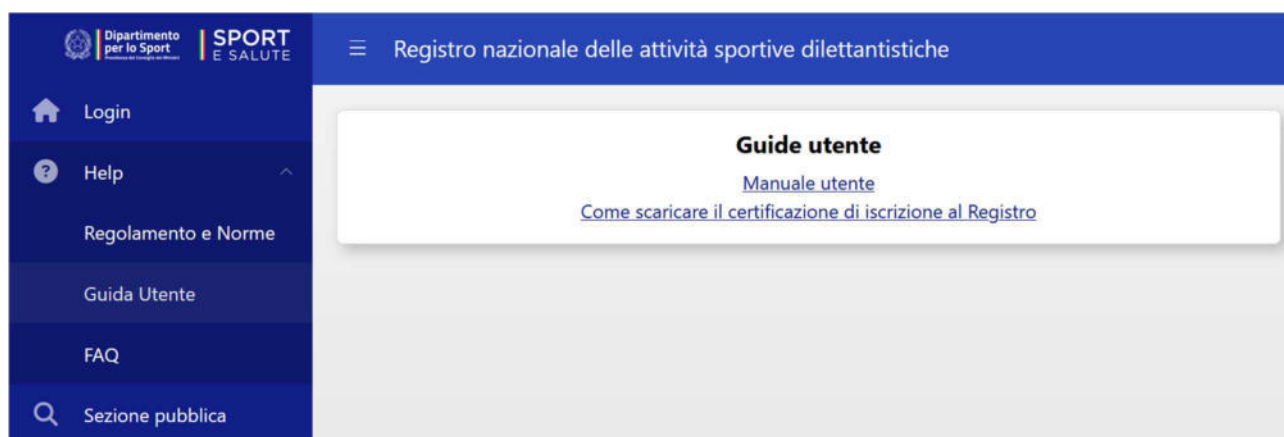 Dipartimento
per lo Sport
SPORT
E SALUTE
Registro nazionale delle attività sportive dilettantistiche
Login
Help
Regolamento e Norme
Guida Utente
FAQ
Sezione pubblica
Guide utente
Manuale utente
Come scaricare il certificazione di iscrizione al Registro